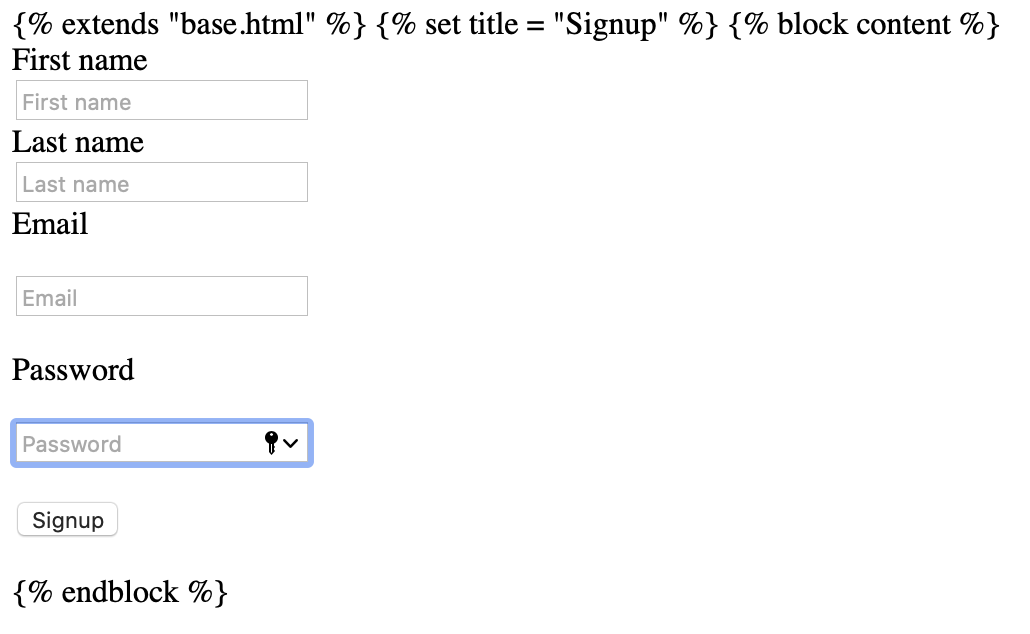 {% extends "base.html" %} {% set title = "Signup" %} {% block content %}
First name
First name
Last name
Last name
Email
Email
Password
Password
Signup
{% endblock %}